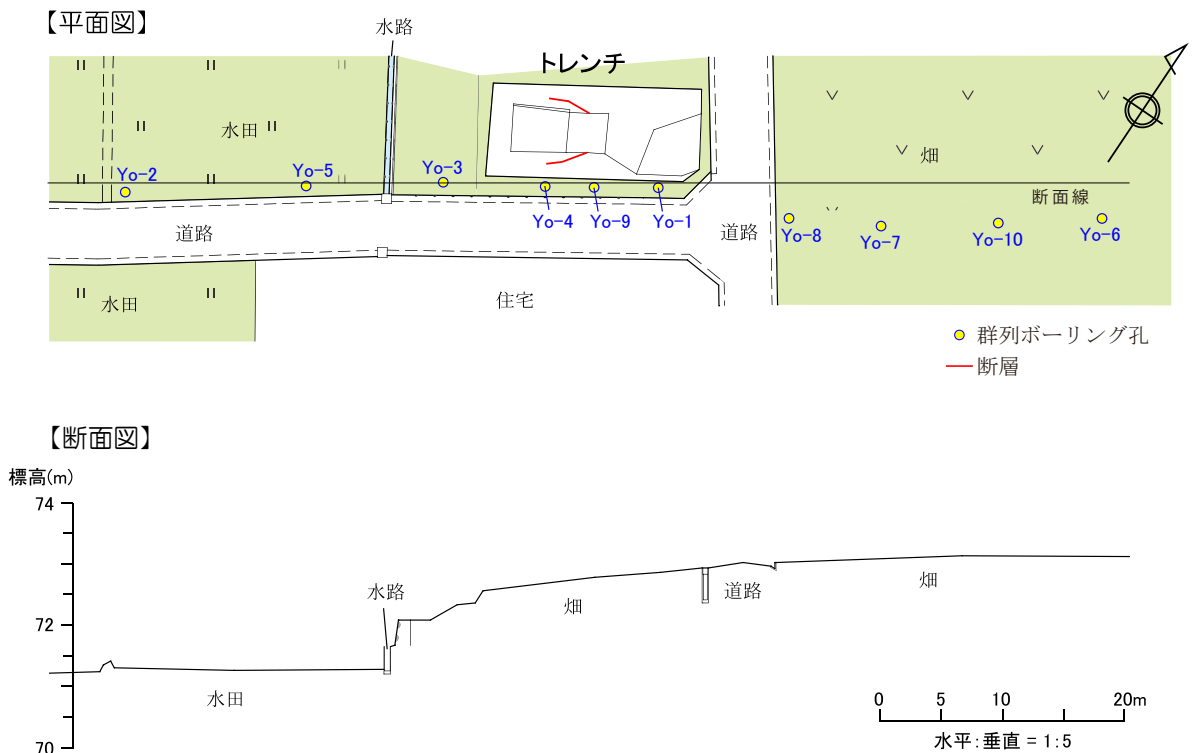 【平面図】
水路
トレンチ
水田
畑
Yo-2
Yo-5
Yo-3
断面線
Yo-4
Yo-9
Yo-1
道路
道路
Yo-8
Yo-7
Yo-10
Yo-6
水田
住宅
群列ボーリング孔
断層
【断面図】
標高(m)
74
水路
畑
道路
畑
72
水田
0 5 10 20m
水平:垂直 = 1:5
70